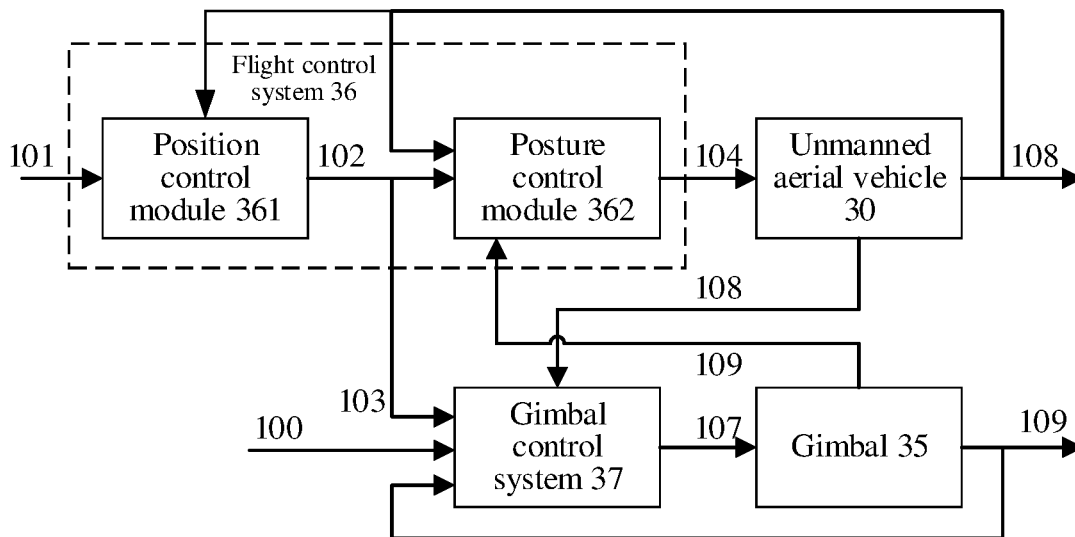 Flight control
system 36
101
Position
control
module 361
102
Posture
control
module 362
104
Unmanned
aerial vehicle
30
108
108
109
103
100
Gimbal
control
system 37
107
Gimbal 35
109